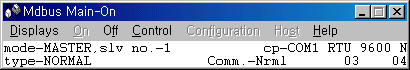 Mdbus Main-On
Displays On Off Control Configuration Host Help
mode-MASTER,slv no.-1 cp-COM1 RTU 9600 N
type-NORMAL Comm.-Nrml 03 04